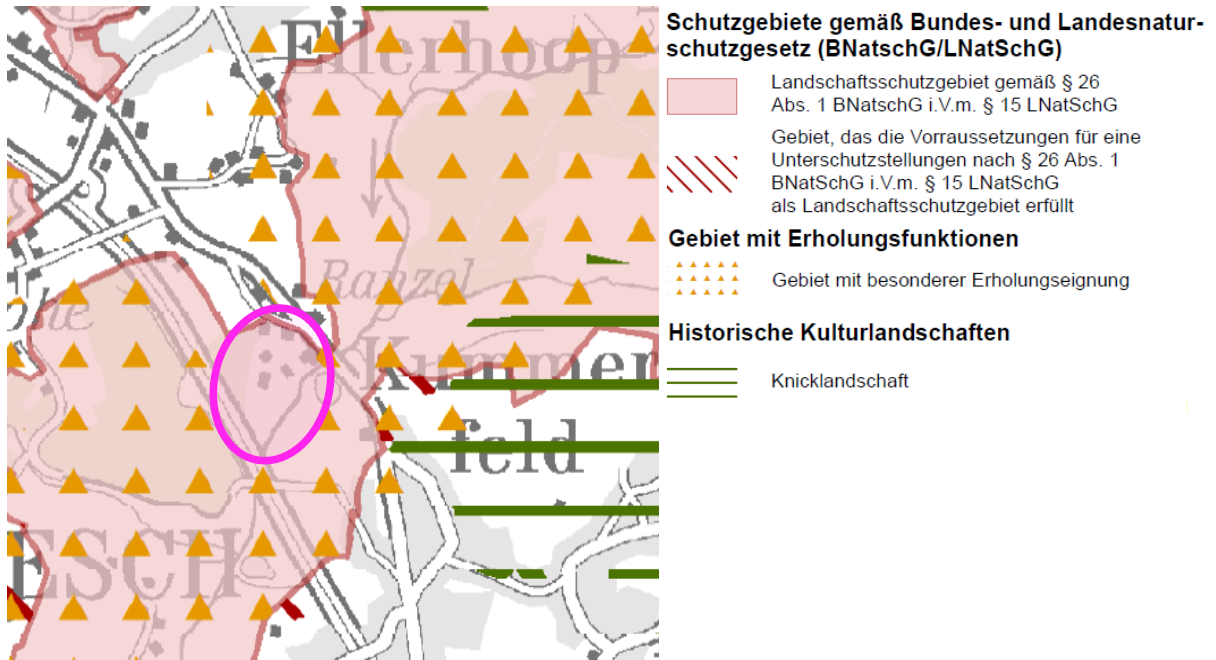 Ellerhoop
Ranzel
Kummer
feld
ESCH
Schutzgebiete gemäß Bundes- und Landesnatur-
schutzgesetz (BNatschG/LNatSchG)
Landschaftsschutzgebiet gemäß § 26
Abs. 1 BNatschG i.V.m. § 15 LNatSchG
Gebiet, das die Vorraussetzungen für eine
Unterschutzstellungen nach § 26 Abs. 1
BNatSchG i.V.m. § 15 LNatSchG
als Landschaftsschutzgebiet erfüllt
Gebiet mit Erholungsfunktionen
Gebiet mit besonderer Erholungseignung
Historische Kulturlandschaften
Knicklandschaft